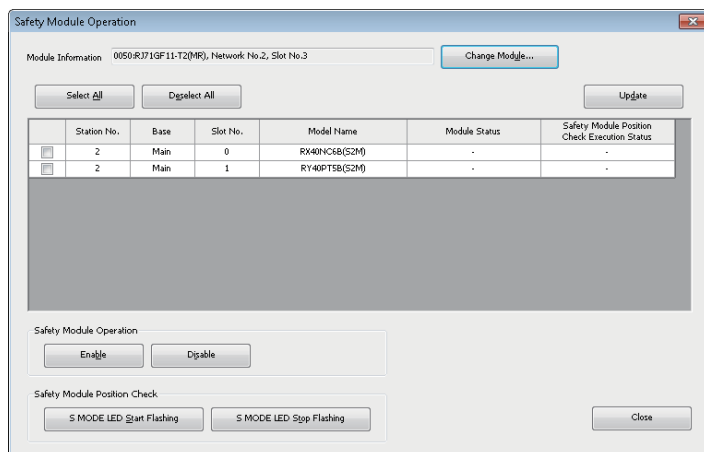 Safety Module Operation
Module Information 0050:RJ71GF11-T2(MR), Network No.2, Slot No.3 Change Module...
Select All Deselect All Update
Station No. Base Slot No. Model Name Module Status Safety Module Position
Check Execution Status
2 Main 0 RX40NC6B(S2M) - -
2 Main 1 RY40PT5B(S2M) - -
Safety Module Operation
Enable Disable
Safety Module Position Check
S MODE LED Start Flashing S MODE LED Stop Flashing Close